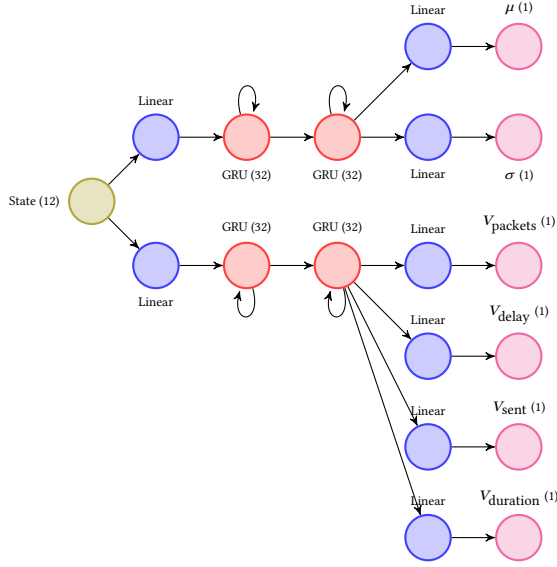 Linear
μ (1)
Linear
GRU (32)
GRU (32)
Linear
σ (1)
State (12)
GRU (32)
GRU (32)
Linear
V_packets (1)
Linear
Linear
V_delay (1)
Linear
V_sent (1)
Linear
V_duration (1)